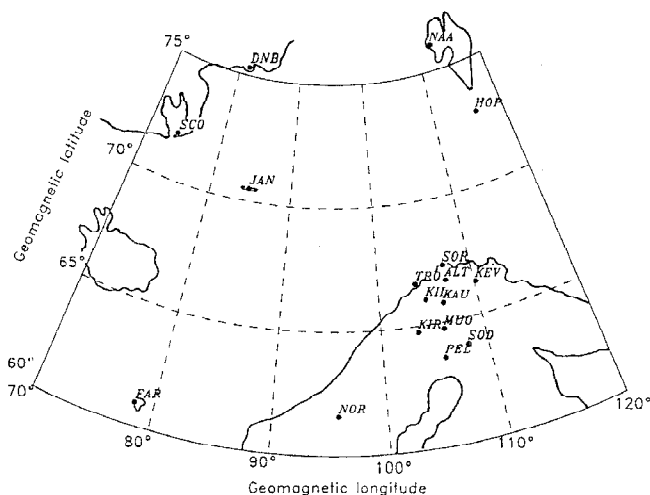 75°
DNB
NAA
HOP
SCO
70°
JAN
Geomagnetic latitude
65°
SOR
TRO
ALT
KEV
KIL
KAU
KIR
MUO
SOD
PEL
60°
70°
FAR
NOR
120°
80°
110°
90°
100°
Geomagnetic longitude